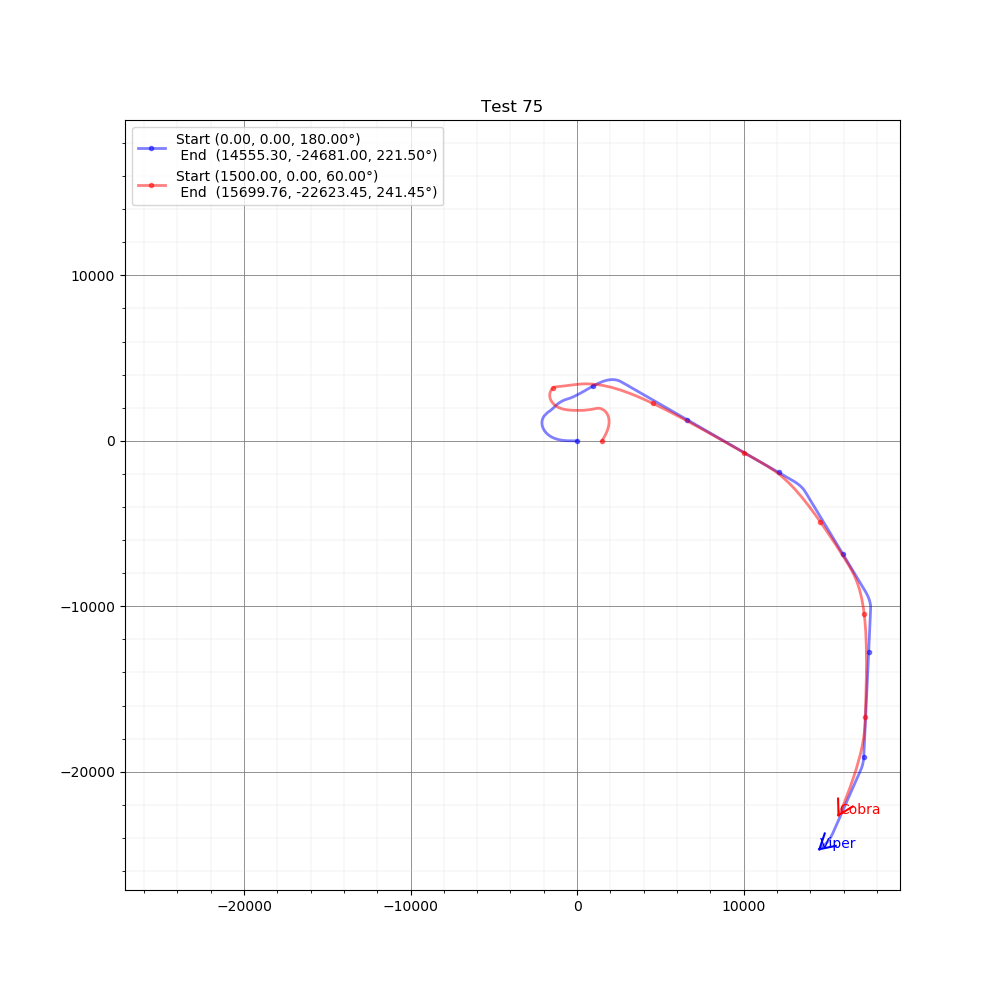 Test 75
Start (0.00, 0.00, 180.00°)
End (14555.30, -24681.00, 221.50°)
Start (1500.00, 0.00, 60.00°)
End (15699.76, -22623.45, 241.45°)
10000
0
−10000
−20000
Cobra
Viper
−20000
−10000
0
10000